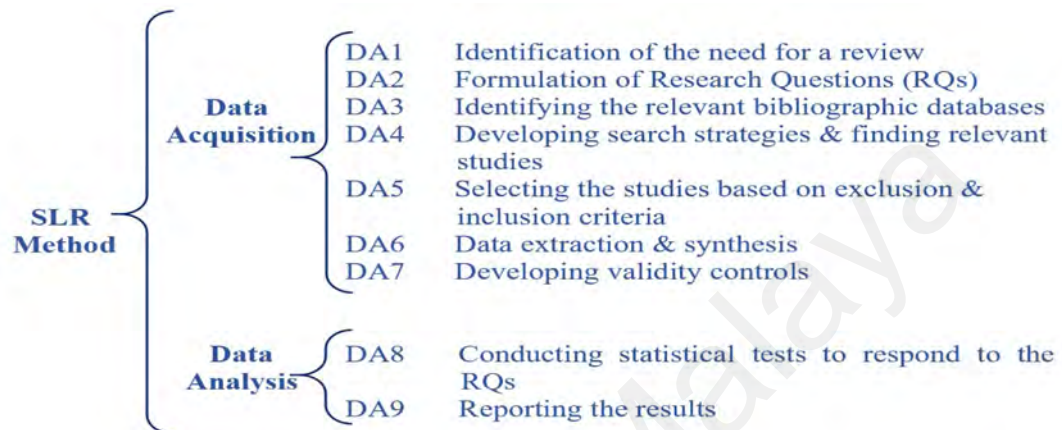 DA1 Identification of the need for a review
DA2 Formulation of Research Questions (RQs)
Data
DA3 Identifying the relevant bibliographic databases
Acquisition
DA4 Developing search strategies & finding relevant
studies
DA5 Selecting the studies based on exclusion &
inclusion criteria
SLR
Method
DA6 Data extraction & synthesis
DA7 Developing validity controls
Data
Analysis
DA8 Conducting statistical tests to respond to the
RQs
DA9 Reporting the results
Malaya